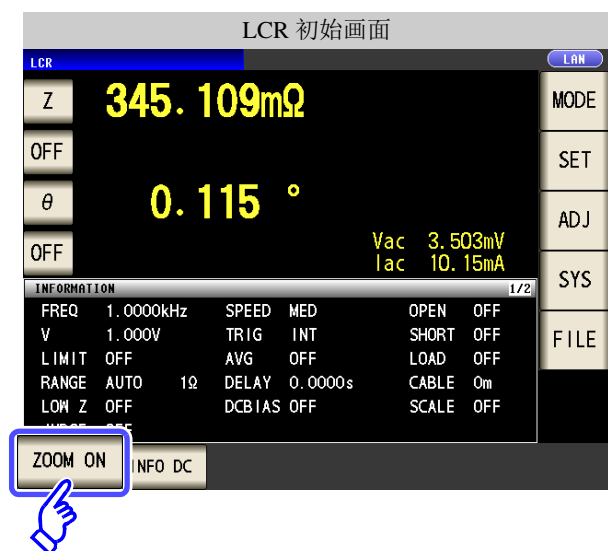 LCR 初始画面
LCR
LAN
Z 345.109mΩ
OFF
θ 0.115 °
OFF
Vac 3.503mV
Iac 10.15mA
MODE
SET
ADJ
SYS
FILE
INFORMATION 1/2
FREQ 1.0000kHz SPEED MED OPEN OFF
V 1.000V TRIG INT SHORT OFF
LIMIT OFF AVG OFF LOAD OFF
RANGE AUTO 1Ω DELAY 0.0000s CABLE 0m
LOW Z OFF DCBIAS OFF SCALE OFF
ZOOM ON
INFO DC